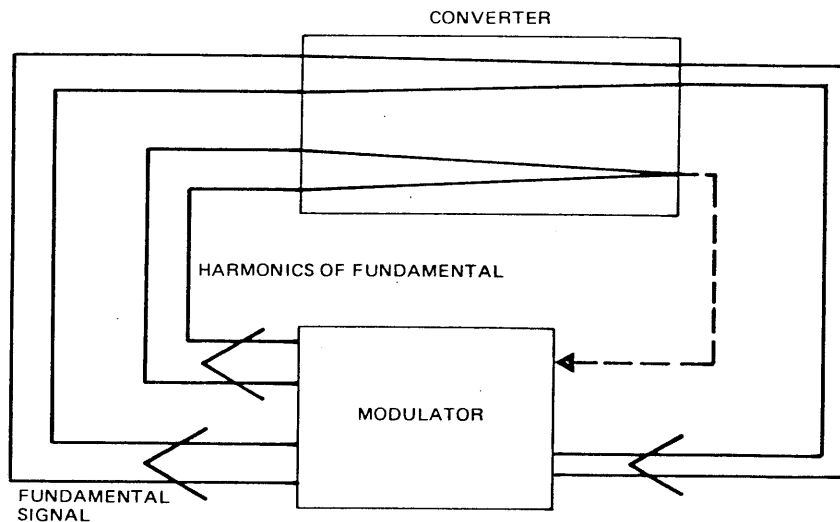 CONVERTER
HARMONICS OF FUNDAMENTAL
MODULATOR
FUNDAMENTAL
SIGNAL